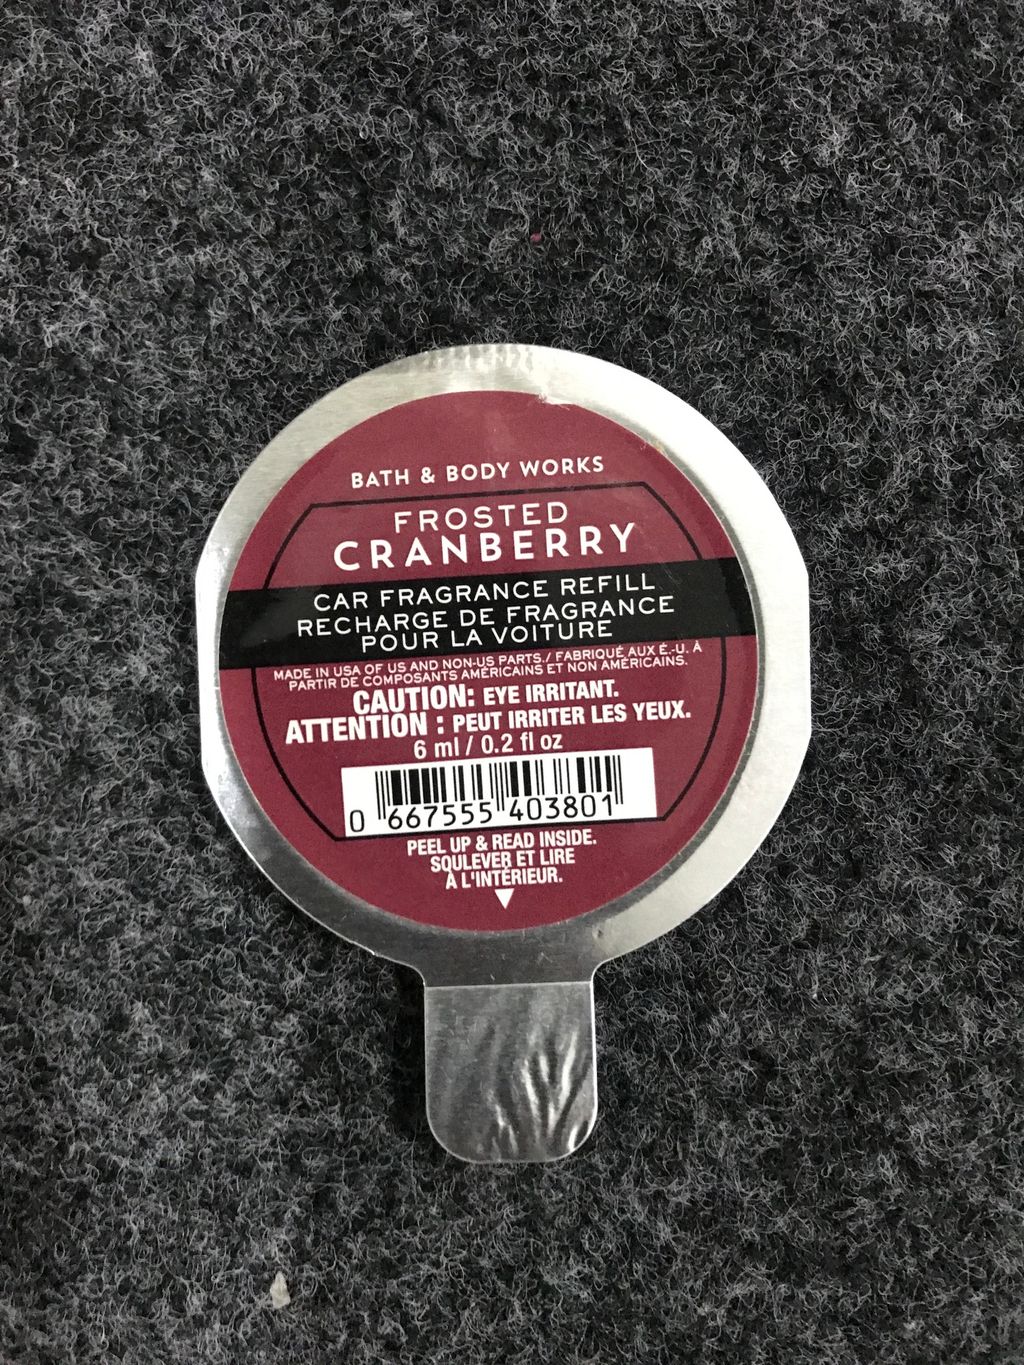 BATH & BODY WORKS
FROSTED
CRANBERRY
CAR FRAGRANCE REFILL
RECHARGE DE FRAGRANCE
POUR LA VOITURE
MADE IN USA OF US AND NON-US PARTS./ FABRIQUÉ AUX É.-U. À
PARTIR DE COMPOSANTS AMÉRICAINS ET NON AMÉRICAINS.
CAUTION: EYE IRRITANT.
ATTENTION : PEUT IRRITER LES YEUX.
6 ml / 0.2 fl oz
0 667555 403801
PEEL UP & READ INSIDE.
SOULEVER ET LIRE
À L'INTÉRIEUR.